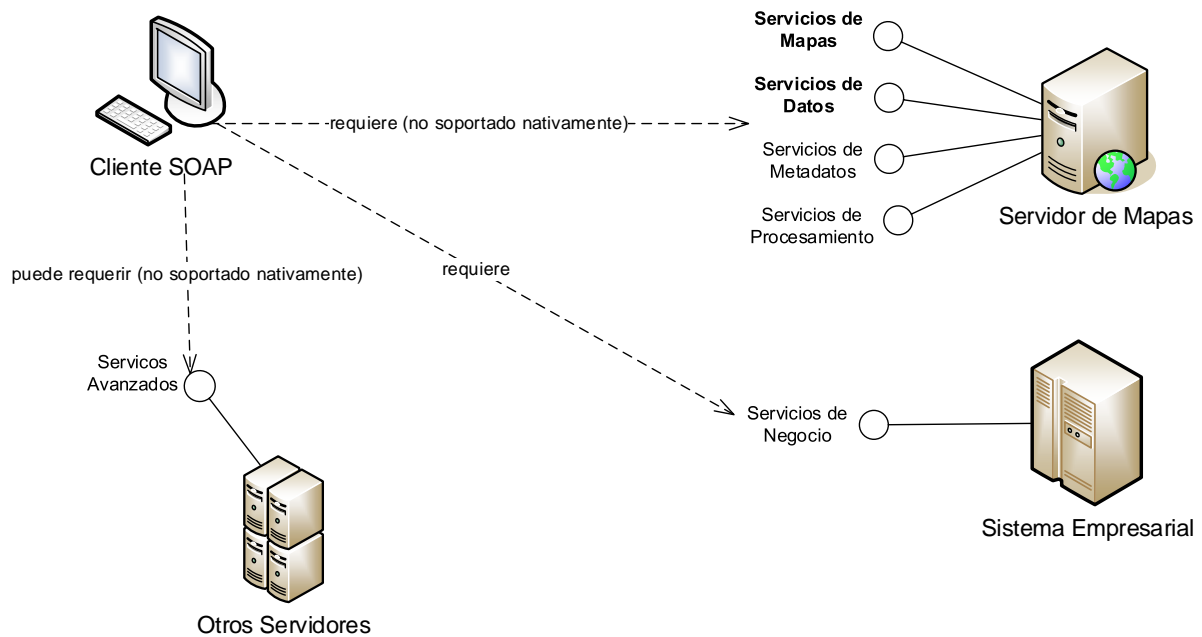 Servicios de
Mapas
Servicios de
Datos
requiere (no soportado nativamente)
Cliente SOAP
Servicios de
Metadatos
Servicios de
Procesamiento
Servidor de Mapas
puede requerir (no soportado nativamente)
requiere
Servicos
Avanzados
Servicios de
Negocio
Sistema Empresarial
Otros Servidores